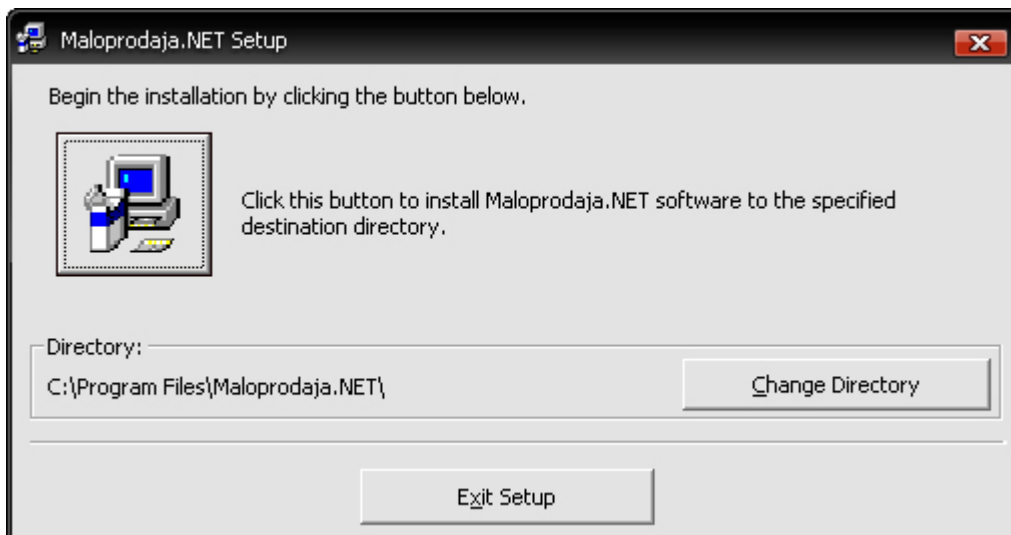 Maloprodaja.NET Setup
Begin the installation by clicking the button below.
Click this button to install Maloprodaja.NET software to the specified
destination directory.
Directory:
C:\Program Files\Maloprodaja.NET\
Change Directory
Exit Setup